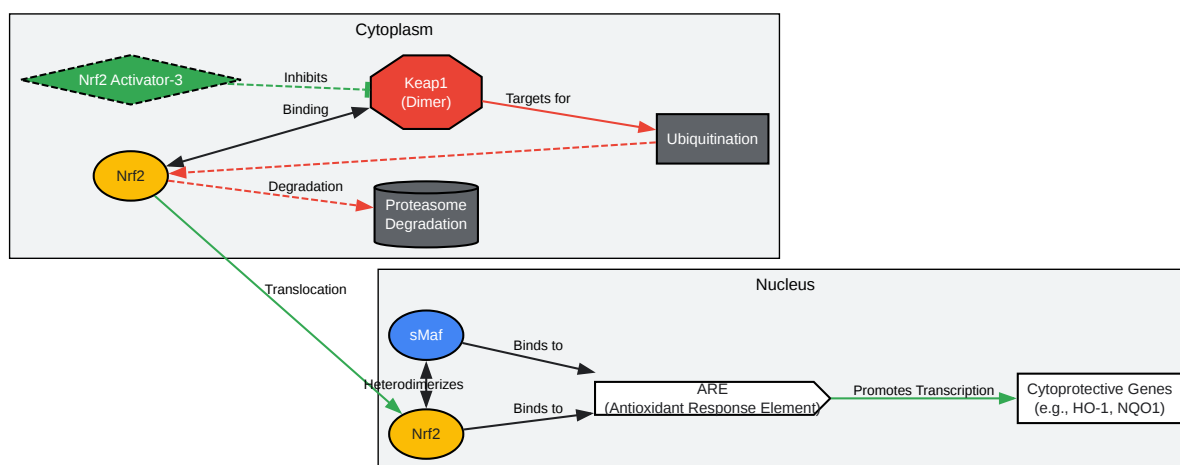 Cytoplasm
Nrf2 Activator-3
Inhibits
Keap1
(Dimer)
Binding
Targets for
Ubiquitination
Nrf2
Degradation
Proteasome
Degradation
Translocation
Nucleus
sMaf
Binds to
Heterodimerizes
ARE
(Antioxidant Response Element)
Promotes Transcription
Cytoprotective Genes
(e.g., HO-1, NQO1)
Binds to
Nrf2